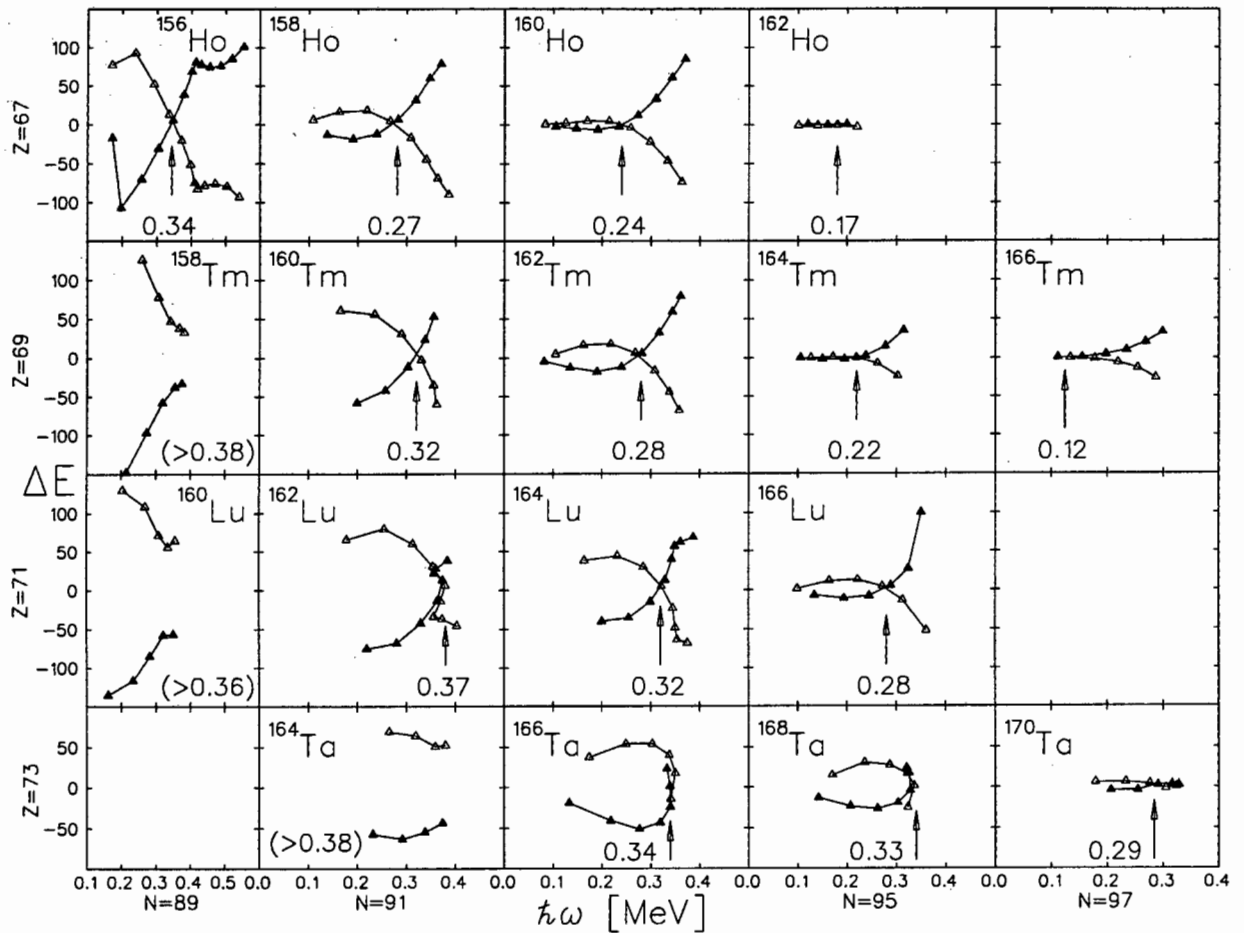 156Ho 158Ho 160Ho 162Ho
100
50
0
-50
-100
Z=67
0.34 0.27 0.24 0.17
158Tm 160Tm 162Tm 164Tm 166Tm
100
50
0
-50
-100
Z=69
(>0.38) 0.32 0.28 0.22 0.12
ΔE
160Lu 162Lu 164Lu 166Lu
100
50
0
-50
-100
Z=71
(>0.36) 0.37 0.32 0.28
164Ta 166Ta 168Ta 170Ta
50
0
-50
Z=73
(>0.38) 0.34 0.33 0.29
0.1 0.2 0.3 0.4 0.5 0.0 0.1 0.2 0.3 0.4 0.0 0.1 0.2 0.3 0.4 0.0 0.1 0.2 0.3 0.4 0.0 0.1 0.2 0.3 0.4
N=89 N=91 ħω [MeV] N=95 N=97